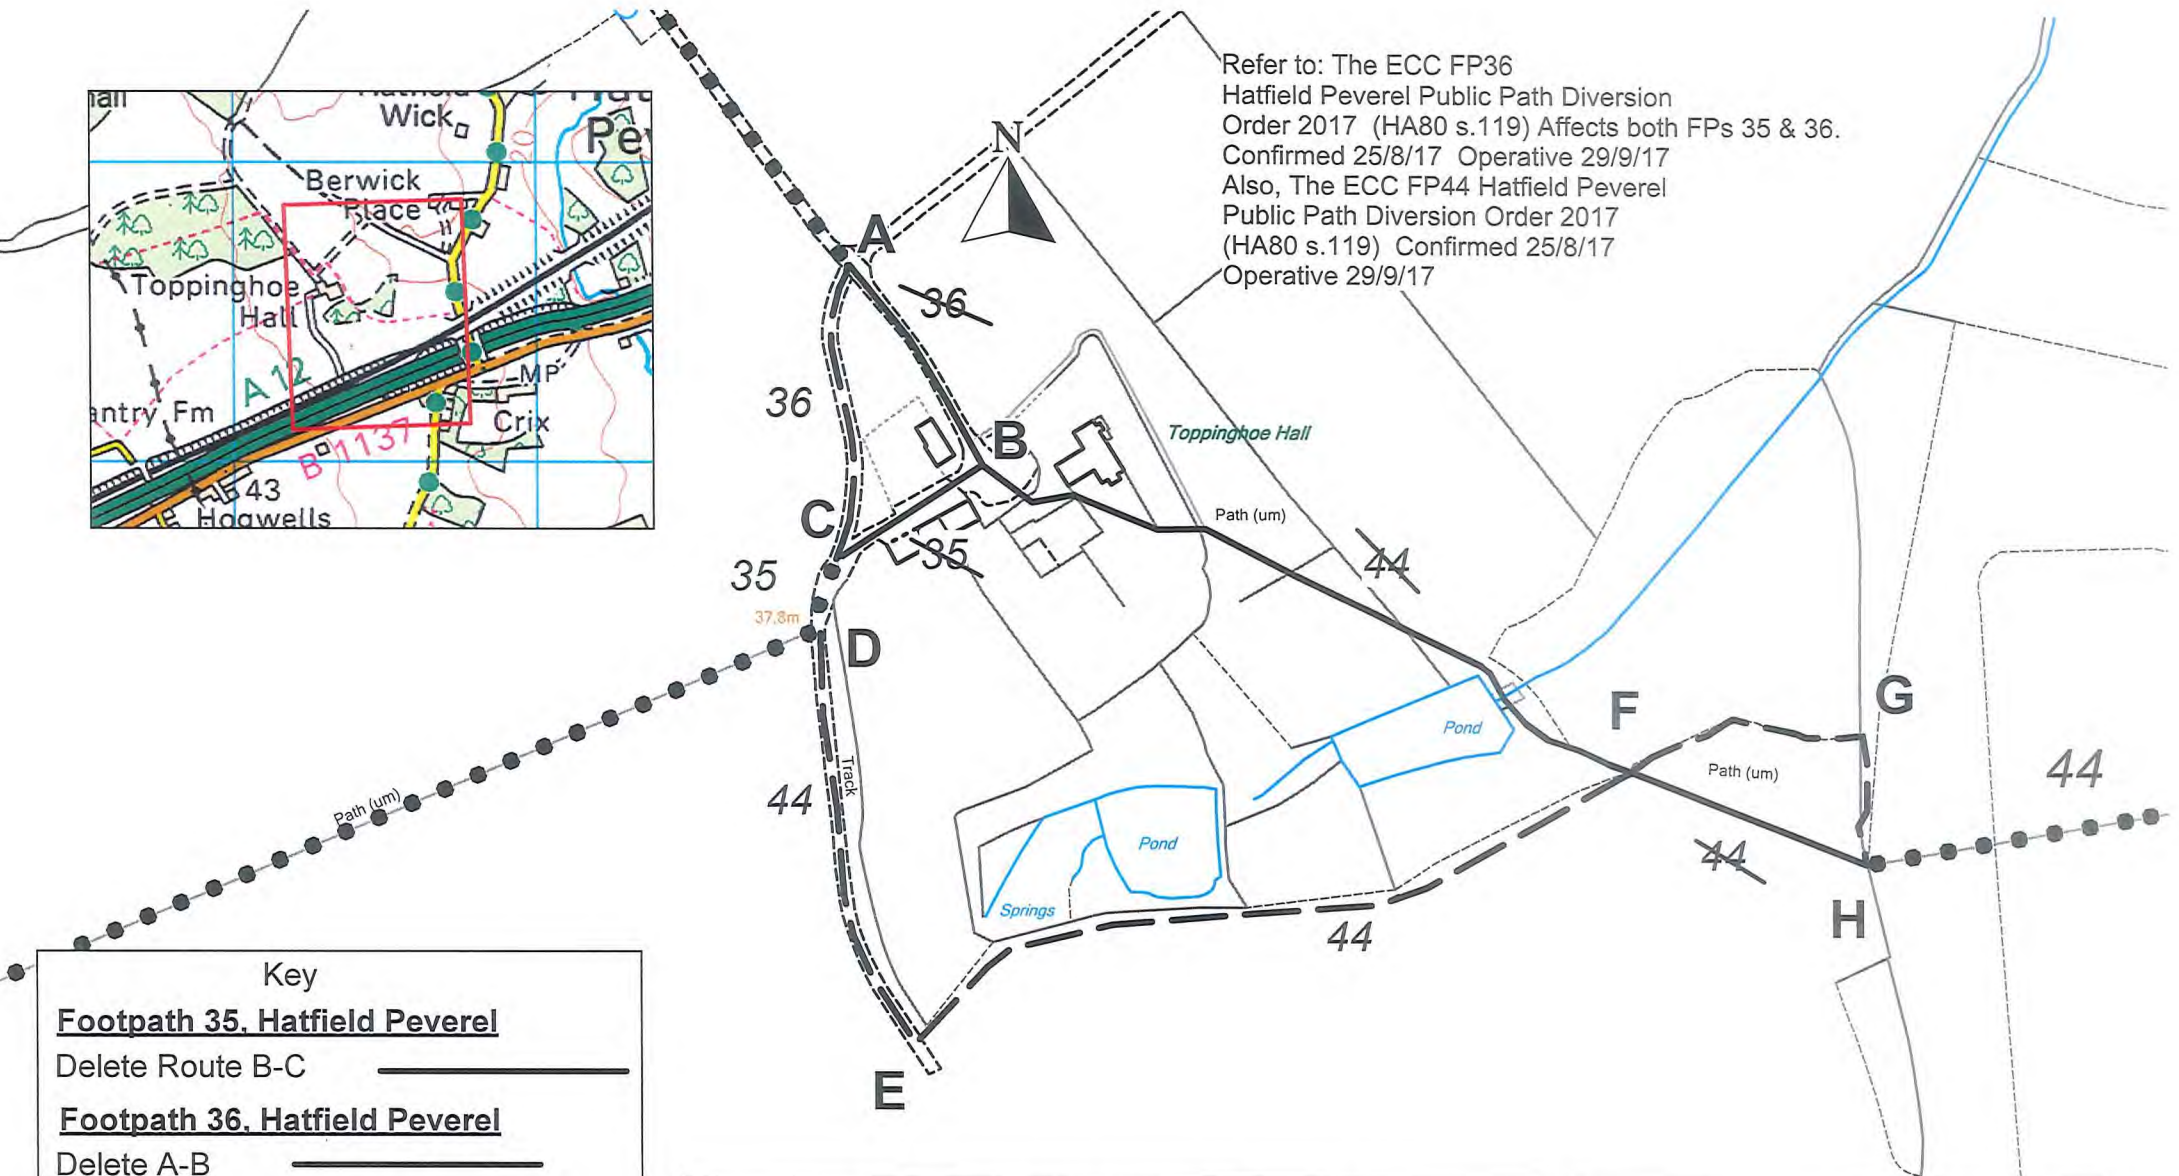 Refer to: The ECC FP36
Hatfield Peverel Public Path Diversion
Order 2017 (HA80 s.119) Affects both FPs 35 & 36.
Confirmed 25/8/17 Operative 29/9/17
Also, The ECC FP44 Hatfield Peverel
Public Path Diversion Order 2017
(HA80 s.119) Confirmed 25/8/17
Operative 29/9/17
N
Wick
Berwick
Place
Toppinghoe
Hall
A 12
MP
antry Fm
Crix
B 1137
43
Hogwells
A
36
36
B
Toppinghoe Hall
C
Path (um)
35
35
44
37.8m
D
F
G
Pond
Path (um)
44
Track
44
Path (um)
Pond
44
Springs
44
H
E
Key
Footpath 35, Hatfield Peverel
Delete Route B-C
Footpath 36, Hatfield Peverel
Delete A-B